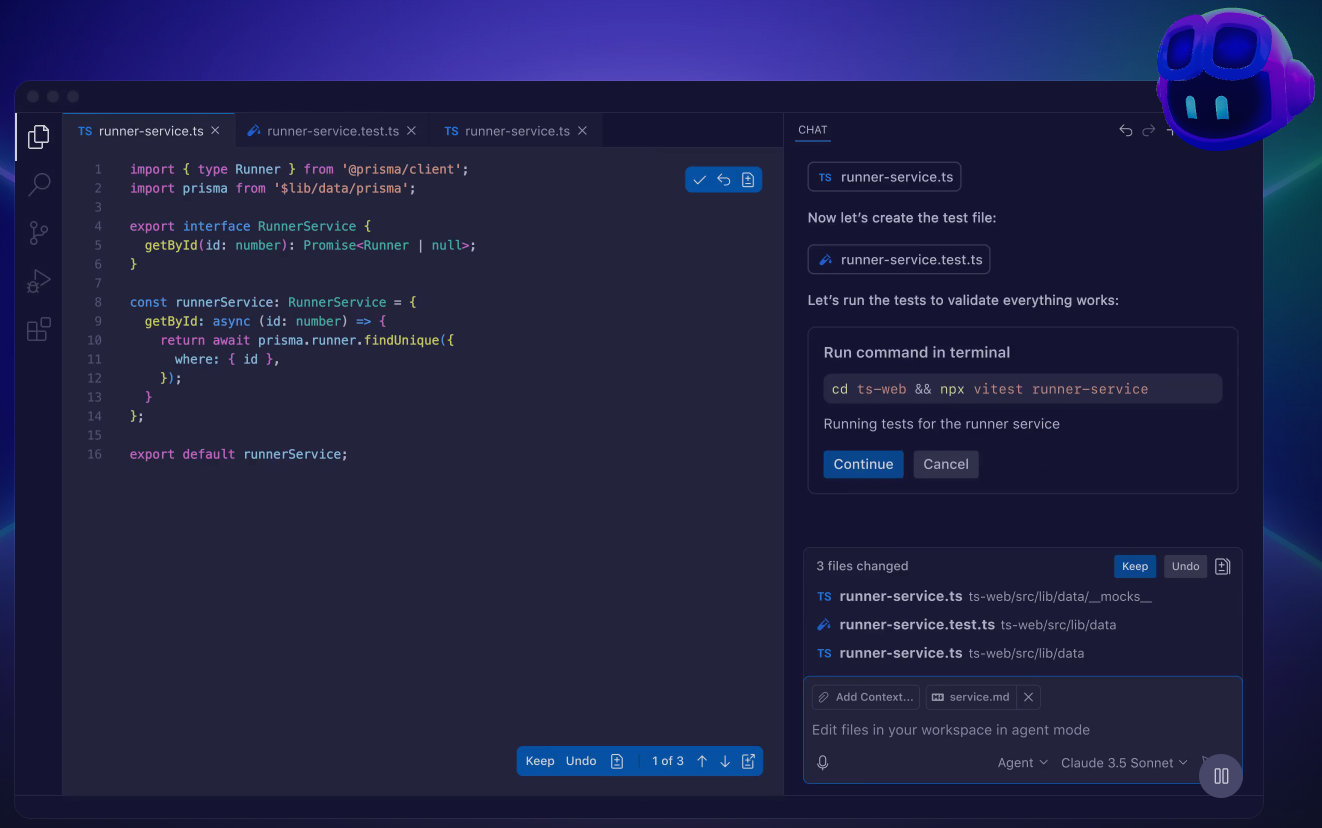 TS runner-service.ts
runner-service.test.ts
TS runner-service.ts
1 import { type Runner } from '@prisma/client';
2 import prisma from '$lib/data/prisma';
3
4 export interface RunnerService {
5 getById(id: number): Promise<Runner | null>;
6 }
7
8 const runnerService: RunnerService = {
9 getById: async (id: number) => {
10 return await prisma.runner.findUnique({
11 where: { id },
12 });
13 }
14 };
15
16 export default runnerService;
Keep Undo 1 of 3
CHAT
TS runner-service.ts
Now let’s create the test file:
runner-service.test.ts
Let’s run the tests to validate everything works:
Run command in terminal
cd ts-web && npx vitest runner-service
Running tests for the runner service
Continue Cancel
3 files changed Keep Undo
TS runner-service.ts ts-web/src/lib/data/__mocks__
runner-service.test.ts ts-web/src/lib/data
TS runner-service.ts ts-web/src/lib/data
Add Context... service.md
Edit files in your workspace in agent mode
Agent Claude 3.5 Sonnet